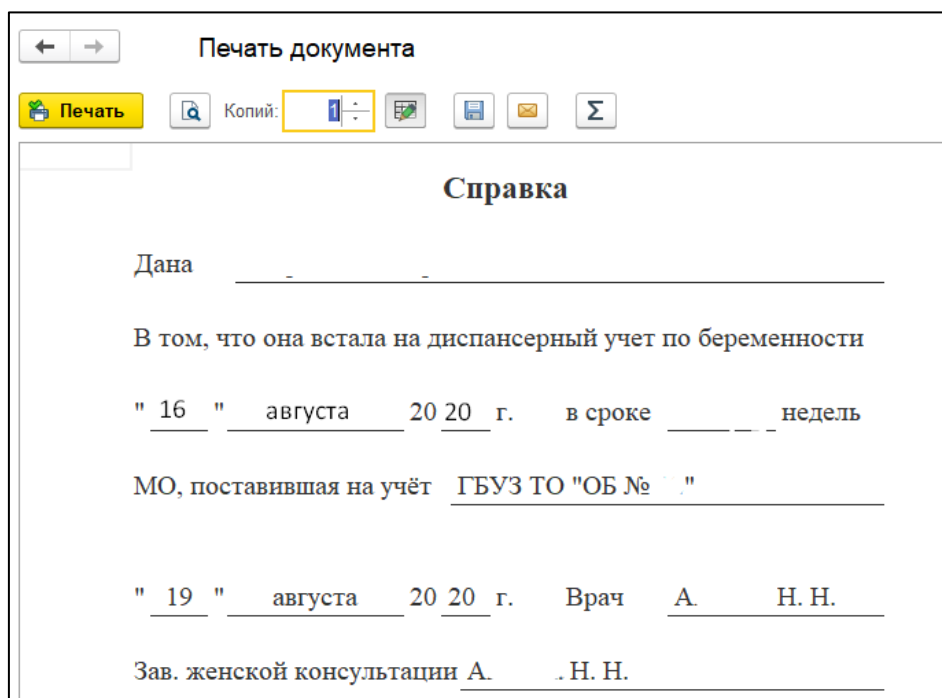 Печать документа
Печать Копий: 1 Σ
Справка
Дана
В том, что она встала на диспансерный учет по беременности
" 16 " августа 20 20 г. в сроке недель
МО, поставившая на учёт ГБУЗ ТО "ОБ № "
" 19 " августа 20 20 г. Врач А. Н. Н.
Зав. женской консультации А. . Н. Н.